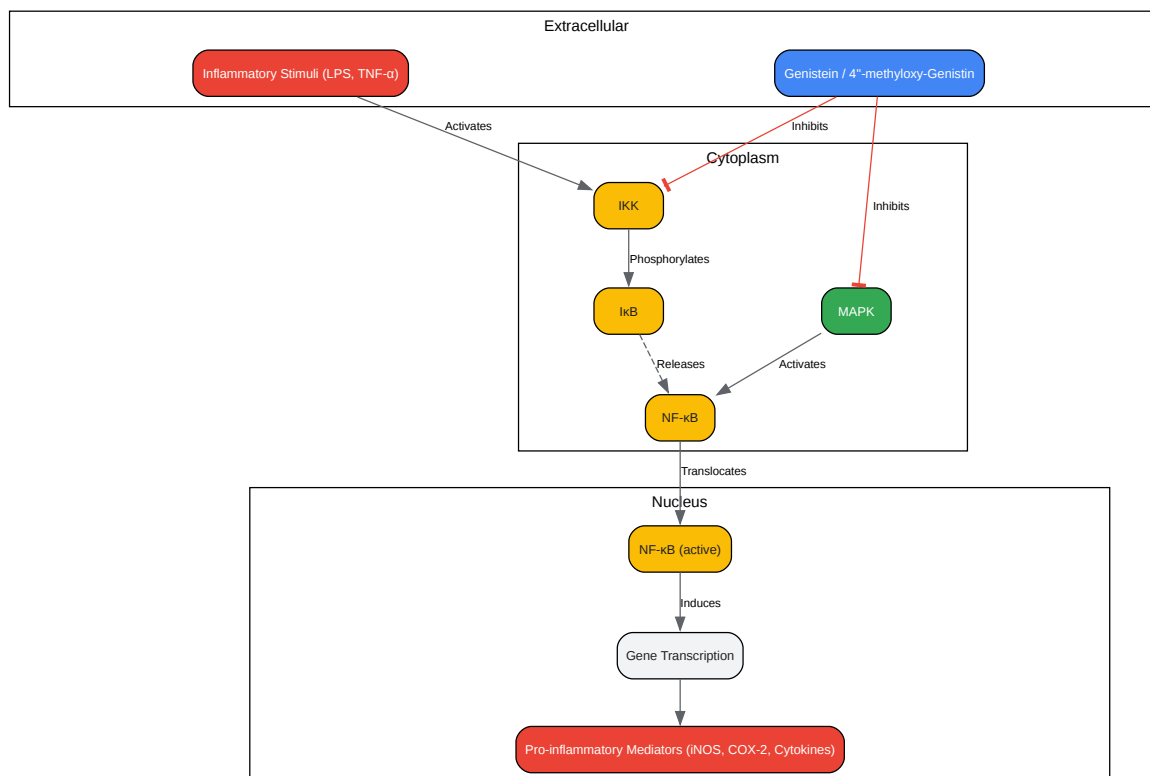 Extracellular
Inflammatory Stimuli (LPS, TNF-α)
Genistein / 4''-methyloxy-Genistin
Activates
Inhibits
Cytoplasm
IKK
Inhibits
Phosphorylates
IκB
MAPK
Releases
Activates
NF-κB
Translocates
Nucleus
NF-κB (active)
Induces
Gene Transcription
Pro-inflammatory Mediators (iNOS, COX-2, Cytokines)